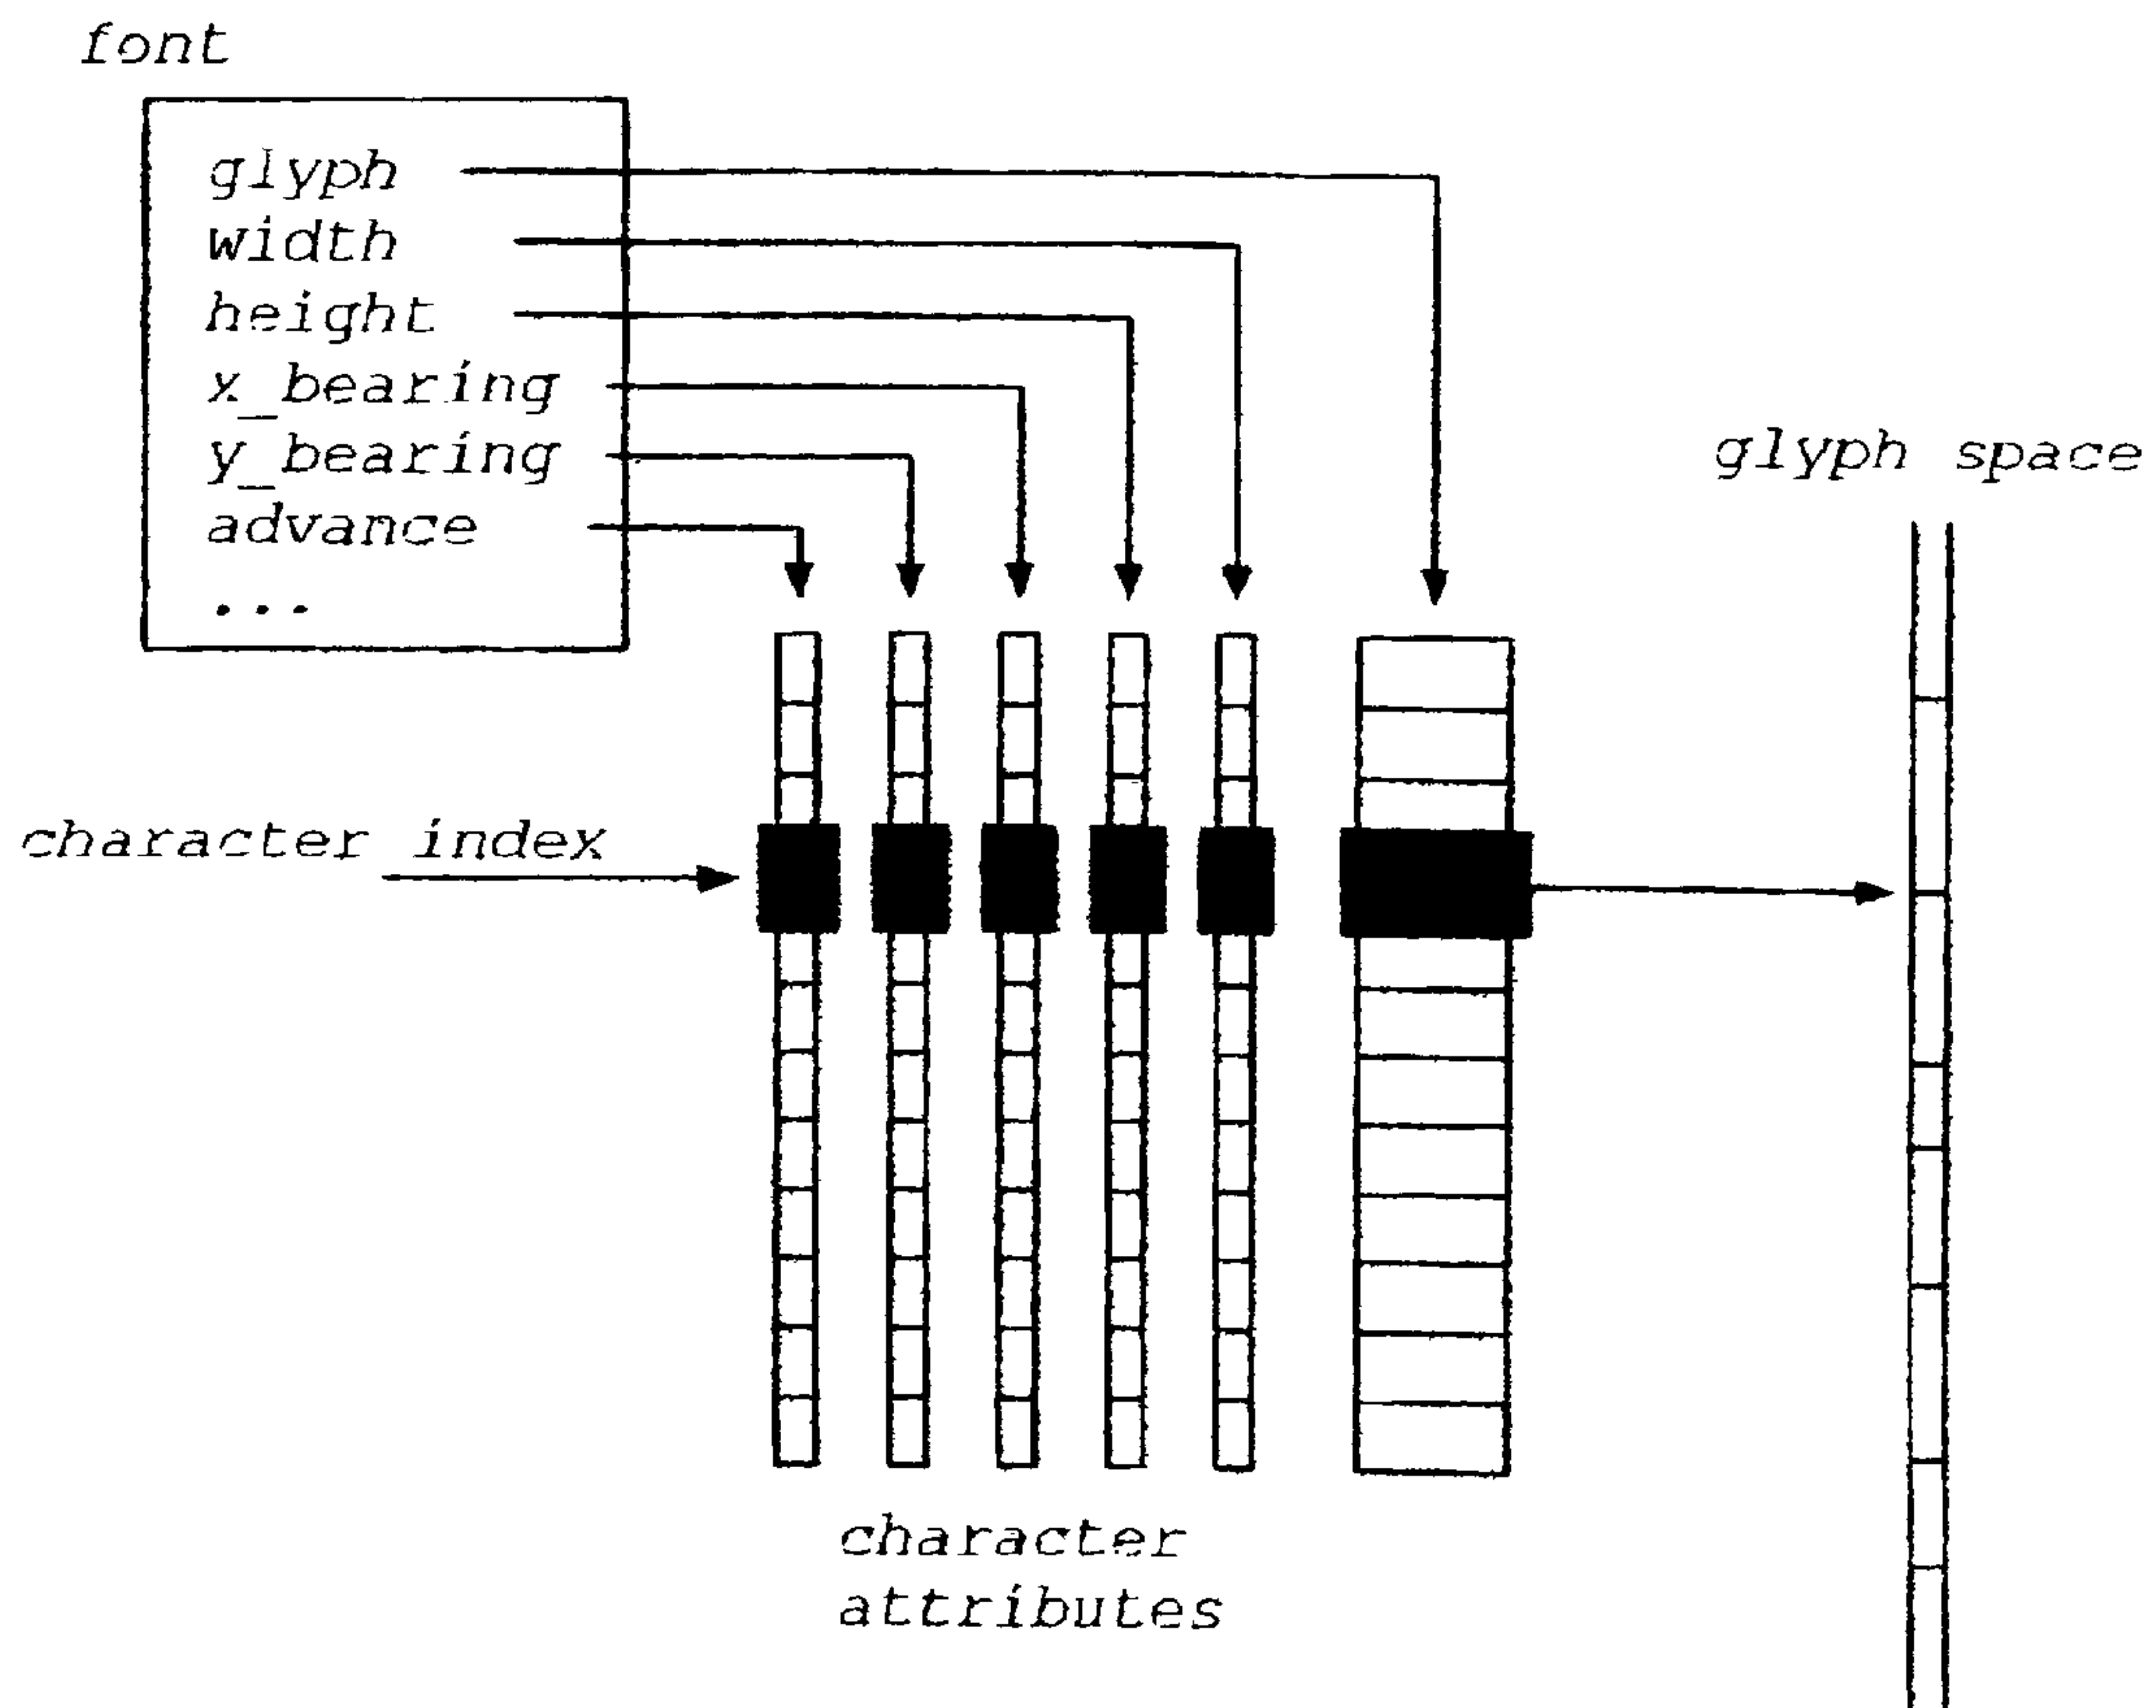 font
glyph
width
height
x_bearing
y_bearing
advance
...
glyph space
character index
character
attributes